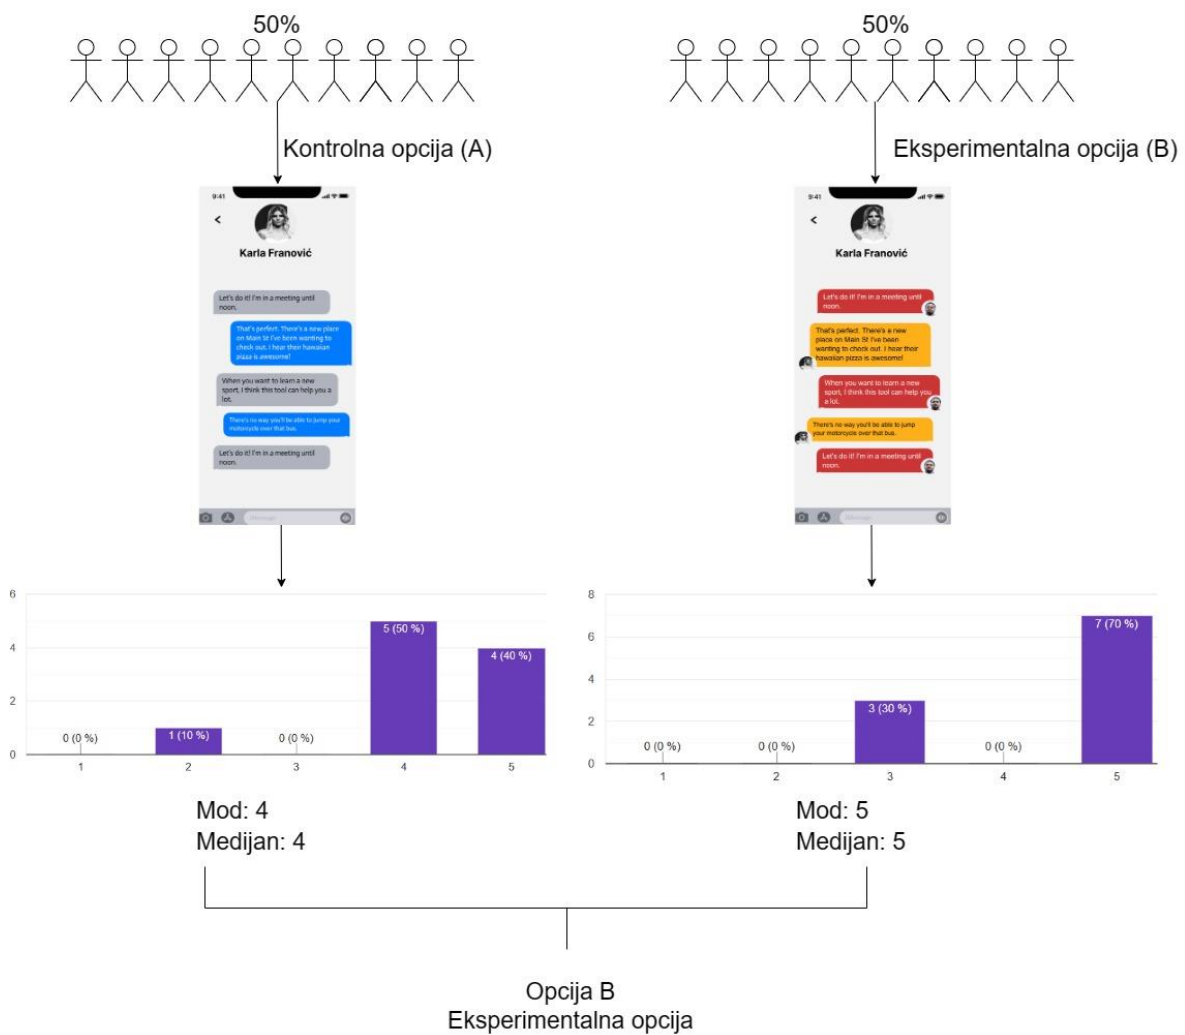 50%
50%
Kontrolna opcija (A)
Eksperimentalna opcija (B)
9:41
Karla Franović
Let's do it! I'm in a meeting until
noon.
That's perfect. There's a new place
on Main St I've been wanting to
check out. I hear their hawaiian
pizza is awesome!
When you want to learn a new
sport, I think this tool can help you a
lot.
There's no way you'll be able to jump your
motorcycle over that bus.
Let's do it! I'm in a meeting until
noon.
iMessage
9:41
Karla Franović
Let's do it! I'm in a meeting until
noon.
That's perfect. There's a new
place on Main St I've been
wanting to check out. I hear their
hawaiian pizza is awesome!
When you want to learn a new
sport, I think this tool can help you
a lot.
There's no way you'll be able to jump
your motorcycle over that bus.
Let's do it! I'm in a meeting until
noon.
iMessage
6
4
2
0
0 (0 %)
1 (10 %)
0 (0 %)
5 (50 %)
4 (40 %)
1 2 3 4 5
8
6
4
2
0
0 (0 %)
0 (0 %)
3 (30 %)
0 (0 %)
7 (70 %)
1 2 3 4 5
Mod: 4
Medijan: 4
Mod: 5
Medijan: 5
Opcija B
Eksperimentalna opcija